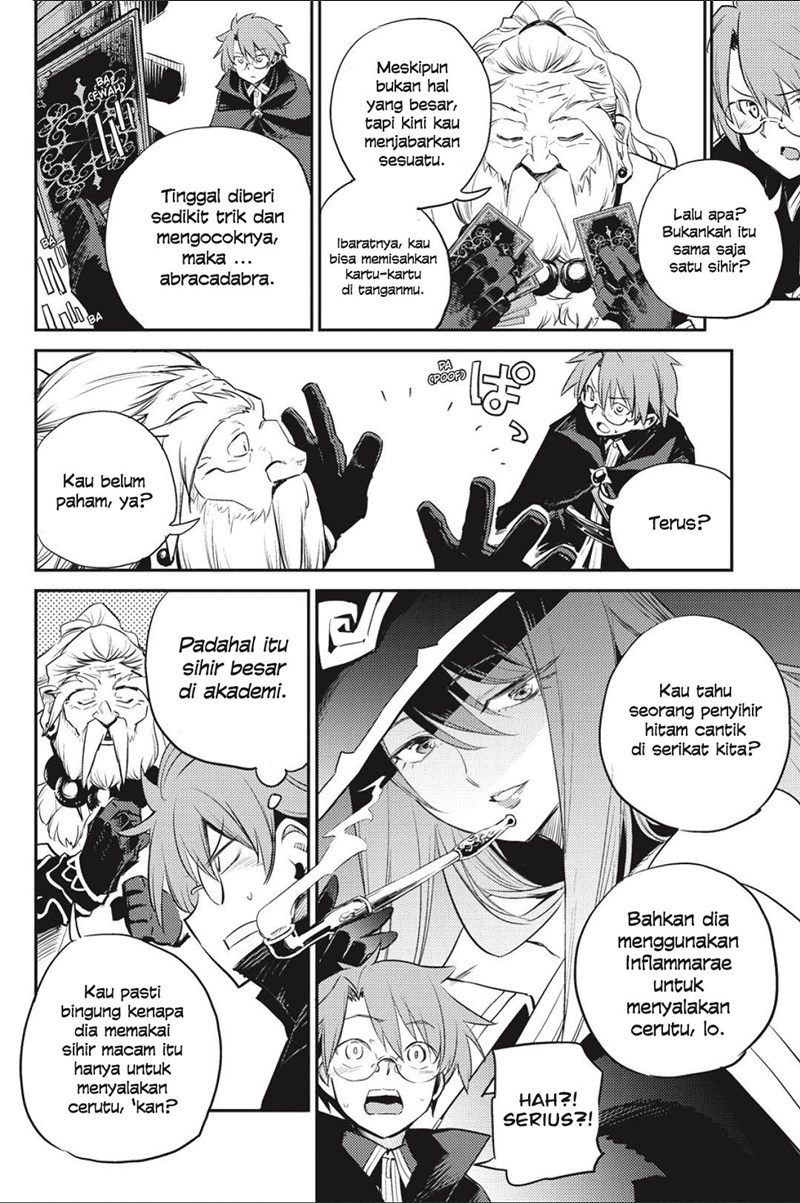 Lalu apa?
Bukankah itu
sama saja
satu sihir?
Meskipun
bukan hal
yang besar,
tapi kini kau
menjabarkan
sesuatu.
Ibaratnya, kau
bisa memisahkan
kartu-kartu
di tanganmu.
BA
(FWAH)
Tinggal diberi
sedikit trik dan
mengocoknya,
maka ...
abracadabra.
BA
BA
Terus?
ぱっ
PA
(POOF)
Kau belum
paham, ya?
Kau tahu
seorang penyihir
hitam cantik
di serikat kita?
Bahkan dia
menggunakan
Inflammarae
untuk
menyalakan
cerutu, lo.
HAH?!
SERIUS?!
Padahal itu
sihir besar
di akademi.
Kau pasti
bingung kenapa
dia memakai
sihir macam itu
hanya untuk
menyalakan
cerutu, 'kan?